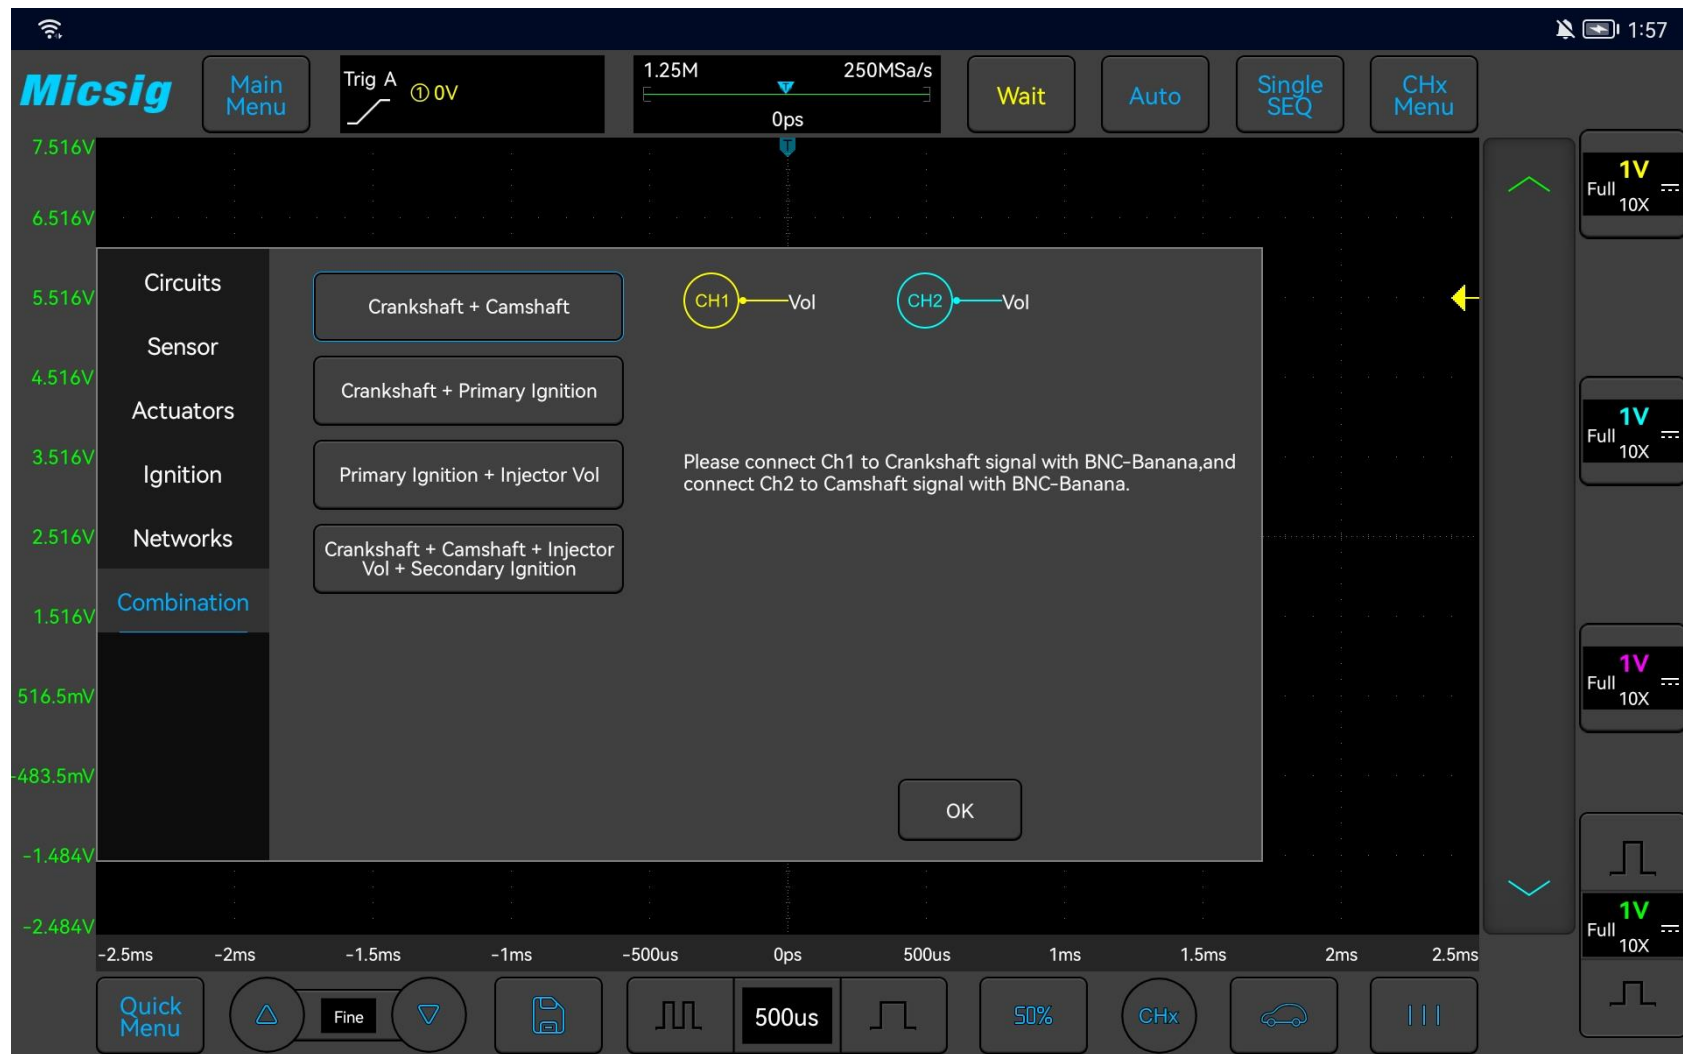 1:57
Micsig
Main
Menu
Trig A
① 0V
1.25M
250MSa/s
0ps
Wait
Auto
Single
SEQ
CHx
Menu
7.516V
T
6.516V
5.516V
4.516V
3.516V
2.516V
1.516V
516.5mV
-483.5mV
-1.484V
-2.484V
Circuits
Sensor
Actuators
Ignition
Networks
Combination
Crankshaft + Camshaft
Crankshaft + Primary Ignition
Primary Ignition + Injector Vol
Crankshaft + Camshaft + Injector
Vol + Secondary Ignition
CH1
Vol
CH2
Vol
Please connect Ch1 to Crankshaft signal with BNC-Banana,and
connect Ch2 to Camshaft signal with BNC-Banana.
OK
1V
Full
10X
1V
Full
10X
1V
Full
10X
1V
Full
10X
-2.5ms
-2ms
-1.5ms
-1ms
-500us
0ps
500us
1ms
1.5ms
2ms
2.5ms
Quick
Menu
Fine
500us
50%
CHx